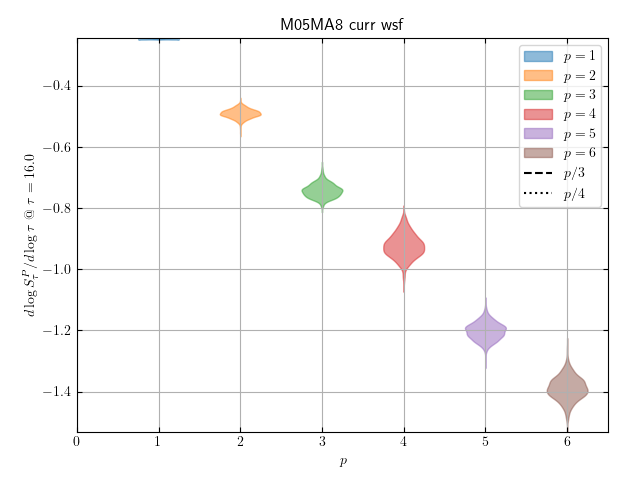 M05MA8 curr wsf
d log S_τ^P / d log τ @ τ = 16.0
−0.4
−0.6
−0.8
−1.0
−1.2
−1.4
p = 1
p = 2
p = 3
p = 4
p = 5
p = 6
p/3
p/4
0 1 2 3 4 5 6
p